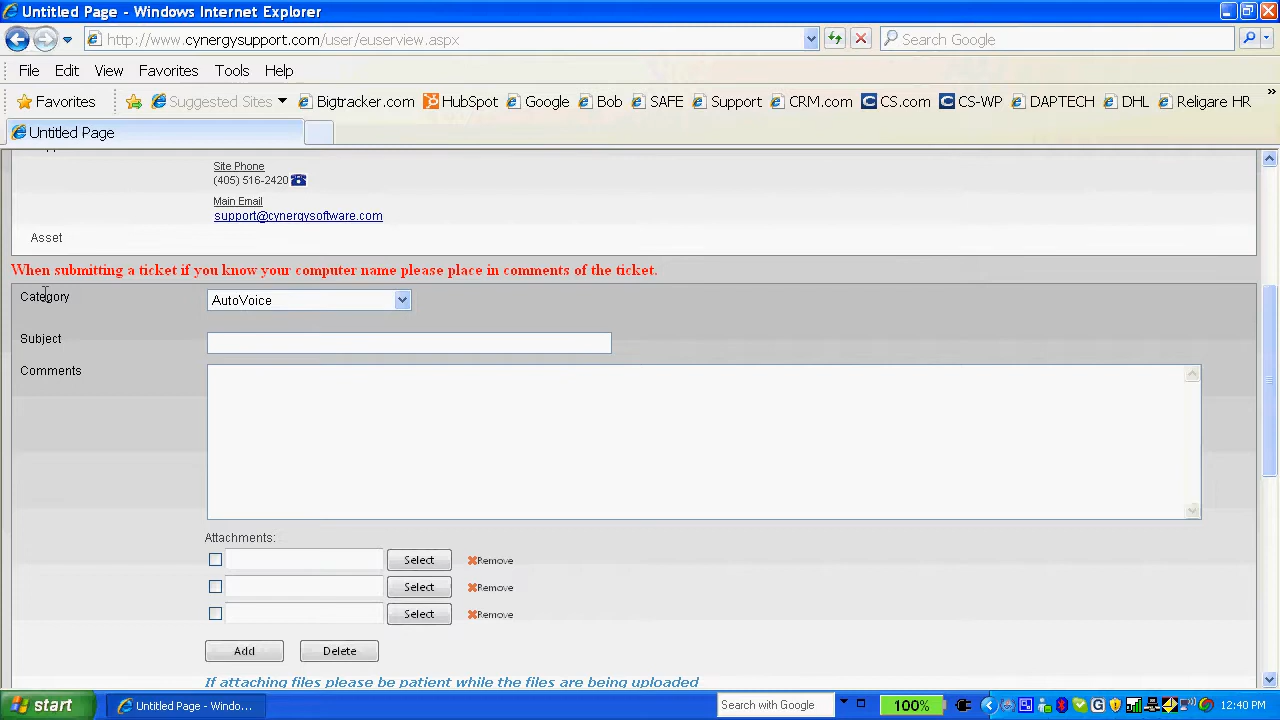 Untitled Page - Windows Internet Explorer
http://www.cynergysupport.com/user/euserview.aspx
Search Google
File Edit View Favorites Tools Help
Favorites Suggested Sites Bigtracker.com HubSpot Google Bob SAFE Support CRM.com CS.com CS-WP DAPTECH DHL Religare HR »
Untitled Page
Site Phone
(405) 516-2420
Main Email
support@cynergysoftware.com
Asset
When submitting a ticket if you know your computer name please place in comments of the ticket.
Category AutoVoice
Subject
Comments
Attachments:
Select Remove
Select Remove
Select Remove
Add Delete
If attaching files please be patient while the files are being uploaded
start Untitled Page - Windo... Search with Google 100% 12:40 PM